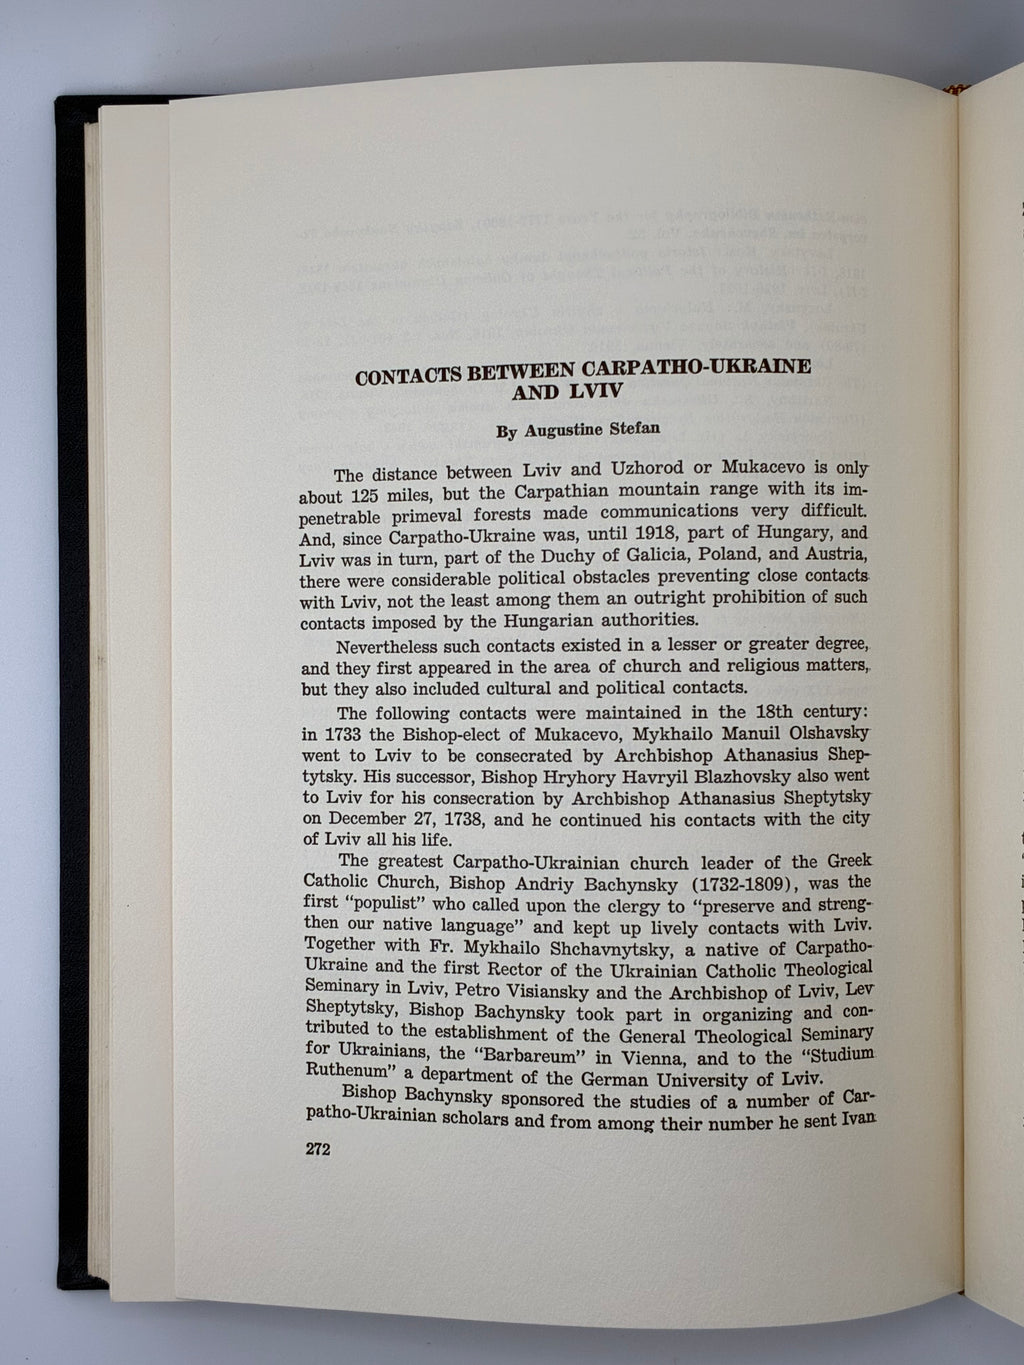 CONTACTS BETWEEN CARPATHO-UKRAINE
AND LVIV
By Augustine Stefan
The distance between Lviv and Uzhorod or Mukacevo is only
about 125 miles, but the Carpathian mountain range with its im-
penetrable primeval forests made communications very difficult.
And, since Carpatho-Ukraine was, until 1918, part of Hungary, and
Lviv was in turn, part of the Duchy of Galicia, Poland, and Austria,
there were considerable political obstacles preventing close contacts
with Lviv, not the least among them an outright prohibition of such
contacts imposed by the Hungarian authorities.
Nevertheless such contacts existed in a lesser or greater degree,
and they first appeared in the area of church and religious matters,
but they also included cultural and political contacts.
The following contacts were maintained in the 18th century:
in 1733 the Bishop-elect of Mukacevo, Mykhailo Manuil Olshavsky
went to Lviv to be consecrated by Archbishop Athanasius Shep-
tytsky. His successor, Bishop Hryhory Havryil Blazhovsky also went
to Lviv for his consecration by Archbishop Athanasius Sheptytsky
on December 27, 1738, and he continued his contacts with the city
of Lviv all his life.
The greatest Carpatho-Ukrainian church leader of the Greek
Catholic Church, Bishop Andriy Bachynsky (1732-1809), was the
first “populist” who called upon the clergy to “preserve and streng-
then our native language” and kept up lively contacts with Lviv.
Together with Fr. Mykhailo Shchavnytsky, a native of Carpatho-
Ukraine and the first Rector of the Ukrainian Catholic Theological
Seminary in Lviv, Petro Visiansky and the Archbishop of Lviv, Lev
Sheptytsky, Bishop Bachynsky took part in organizing and con-
tributed to the establishment of the General Theological Seminary
for Ukrainians, the “Barbareum” in Vienna, and to the “Studium
Ruthenum” a department of the German University of Lviv.
Bishop Bachynsky sponsored the studies of a number of Car-
patho-Ukrainian scholars and from among their number he sent Ivan
272